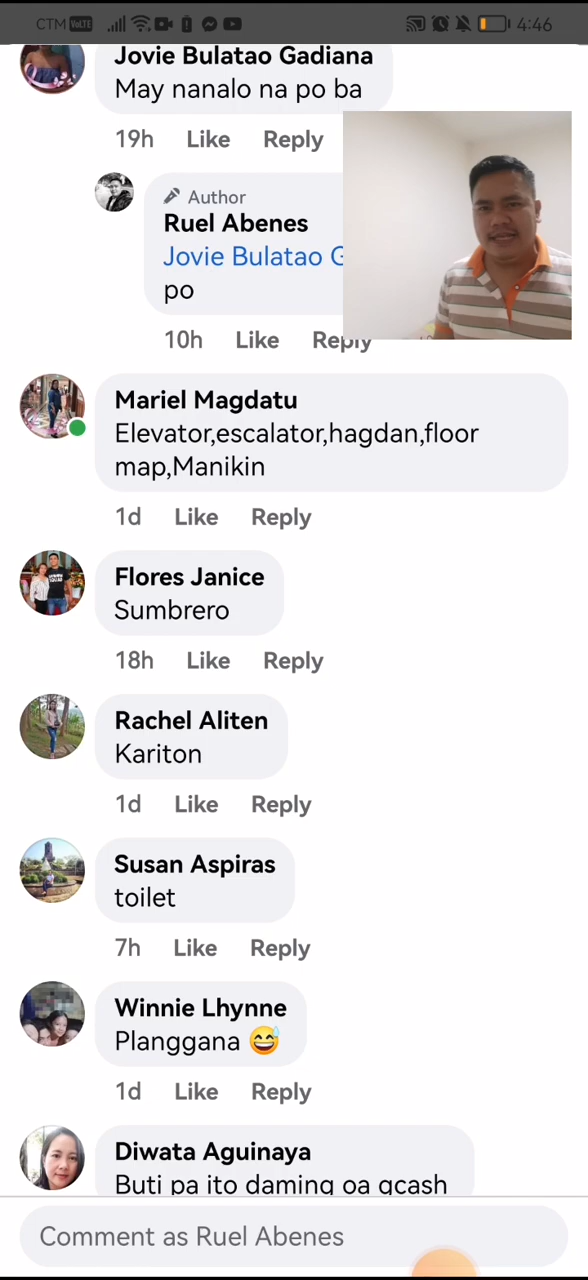 CTM VoLTE 4:46
Jovie Bulatao Gadiana
May nanalo na po ba
19h Like Reply
Author
Ruel Abenes
Jovie Bulatao G
po
10h Like Reply
Mariel Magdatu
Elevator,escalator,hagdan,floor
map,Manikin
1d Like Reply
Flores Janice
Sumbrero
18h Like Reply
Rachel Aliten
Kariton
1d Like Reply
Susan Aspiras
toilet
7h Like Reply
Winnie Lhynne
Planggana 😅
1d Like Reply
Diwata Aguinaya
Buti pa ito daming oa gcash
Comment as Ruel Abenes